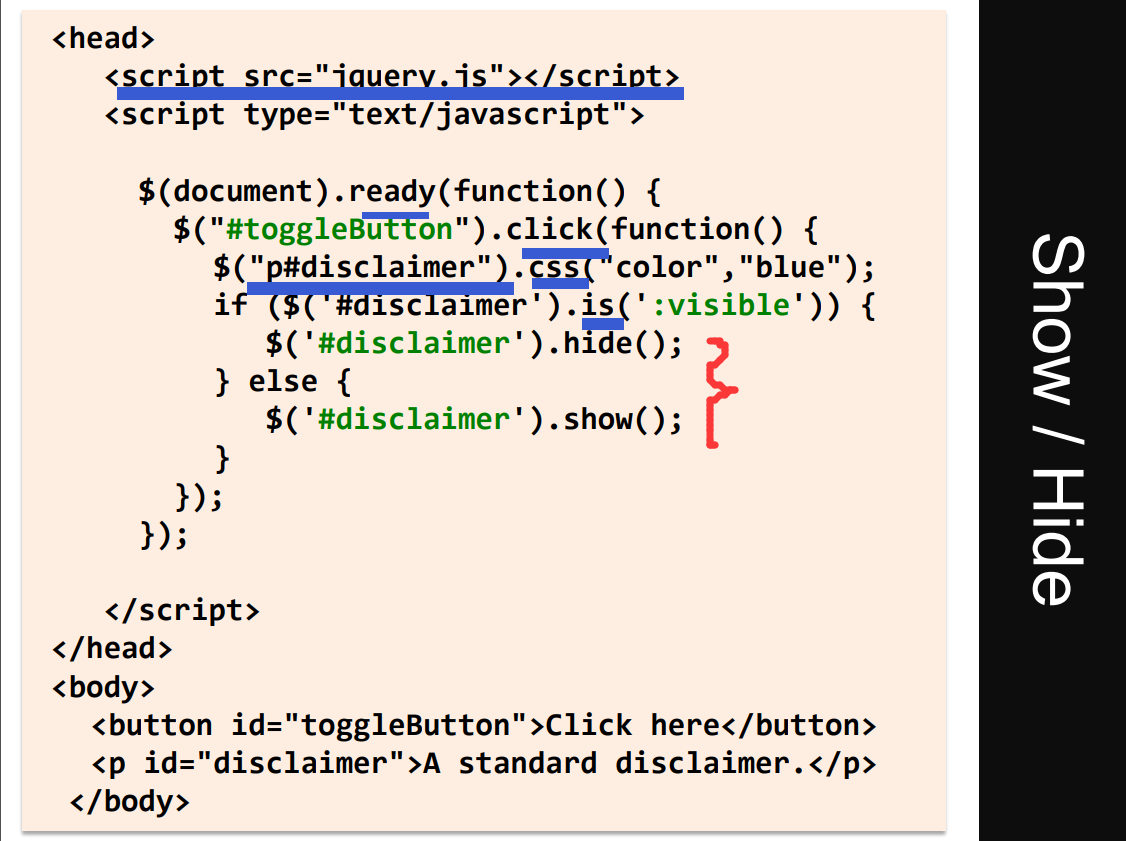 <head>
<script src="jquery.js"></script>
<script type="text/javascript">
$(document).ready(function() {
$("#toggleButton").click(function() {
$("p#disclaimer").css("color","blue");
if ($('#disclaimer').is(':visible')) {
$('#disclaimer').hide();
} else {
$('#disclaimer').show();
}
});
});
</script>
</head>
<body>
<button id="toggleButton">Click here</button>
<p id="disclaimer">A standard disclaimer.</p>
</body>
Show / Hide